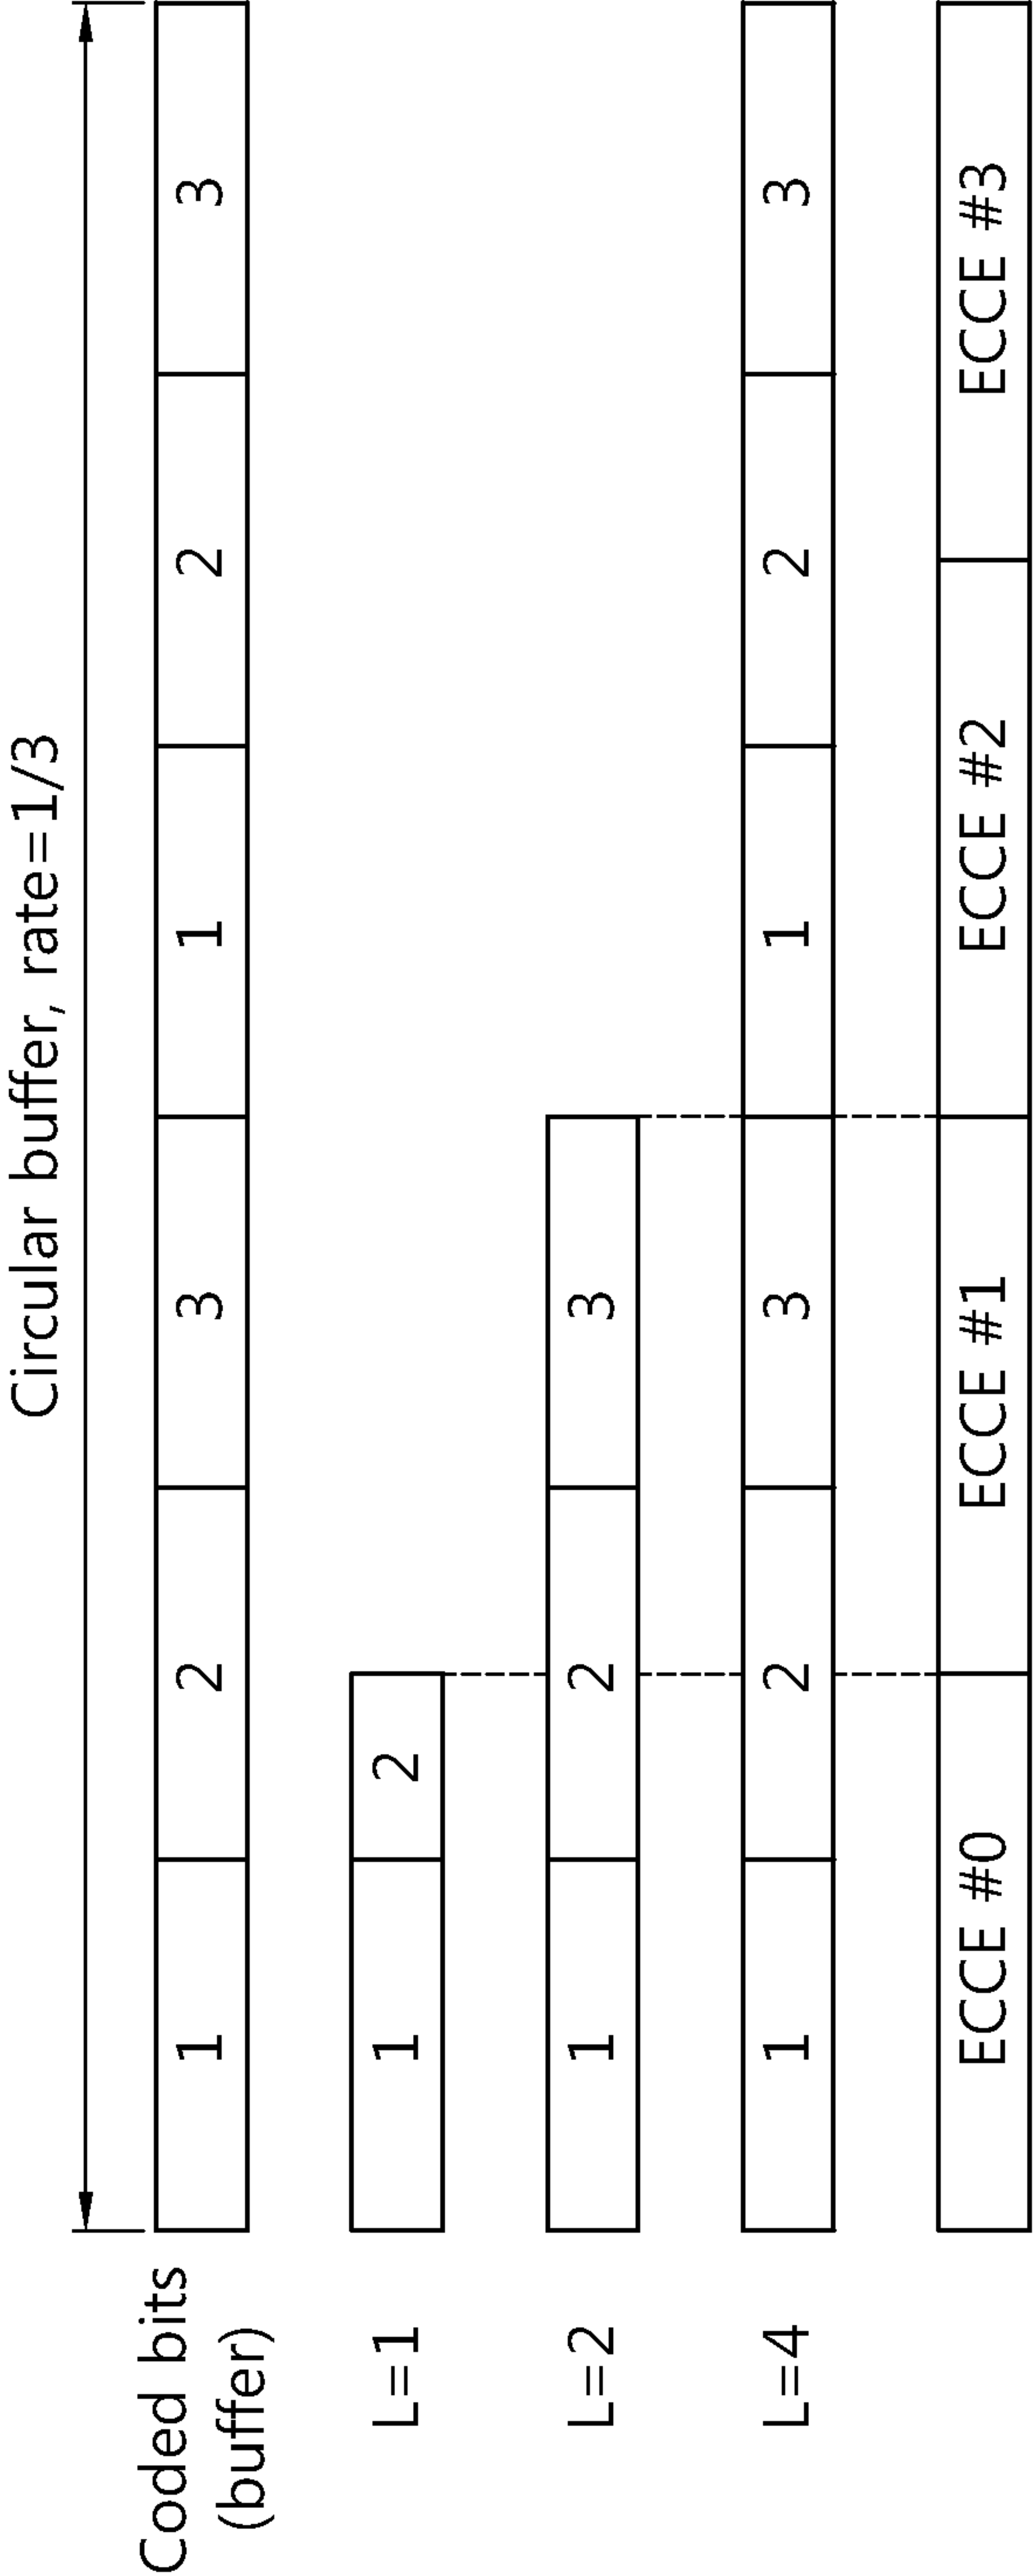 Circular buffer, rate=1/3
Coded bits
(buffer)
1 2 3 1 2 3
L=1
1 2
L=2
1 2 3
L=4
1 2 3 1 2 3
ECCE #0 ECCE #1 ECCE #2 ECCE #3